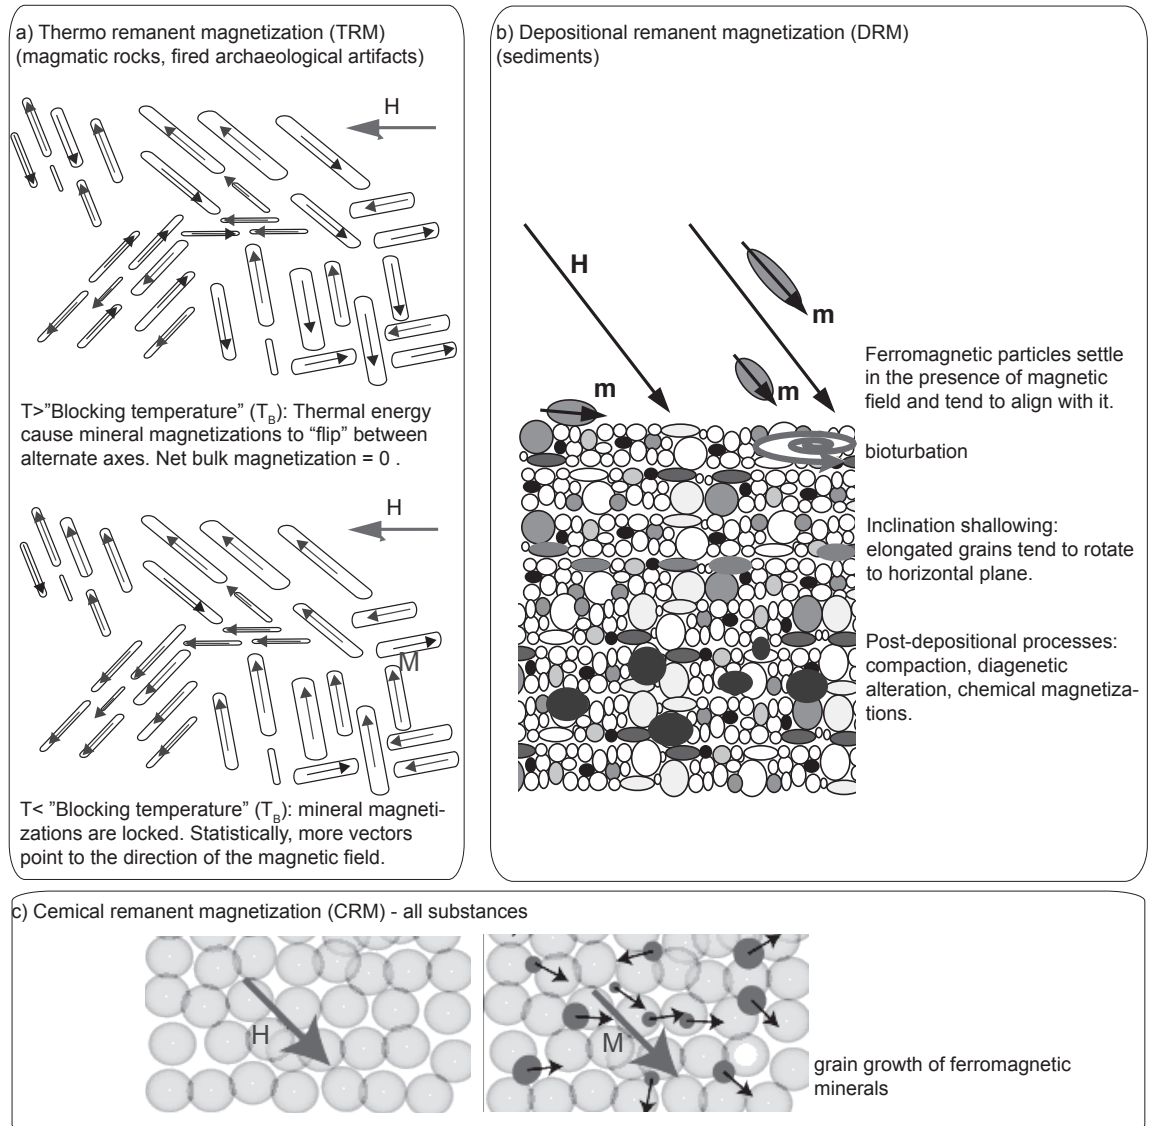 a) Thermo remanent magnetization (TRM)
(magmatic rocks, fired archaeological artifacts)
H
T>”Blocking temperature” (TB): Thermal energy
cause mineral magnetizations to “flip” between
alternate axes. Net bulk magnetization = 0 .
H
M
T< ”Blocking temperature” (TB): mineral magneti-
zations are locked. Statistically, more vectors
point to the direction of the magnetic field.
b) Depositional remanent magnetization (DRM)
(sediments)
H
m
m
m
Ferromagnetic particles settle
in the presence of magnetic
field and tend to align with it.
bioturbation
Inclination shallowing:
elongated grains tend to rotate
to horizontal plane.
Post-depositional processes:
compaction, diagenetic
alteration, chemical magnetiza-
tions.
c) Cemical remanent magnetization (CRM) - all substances
H
M
grain growth of ferromagnetic
minerals